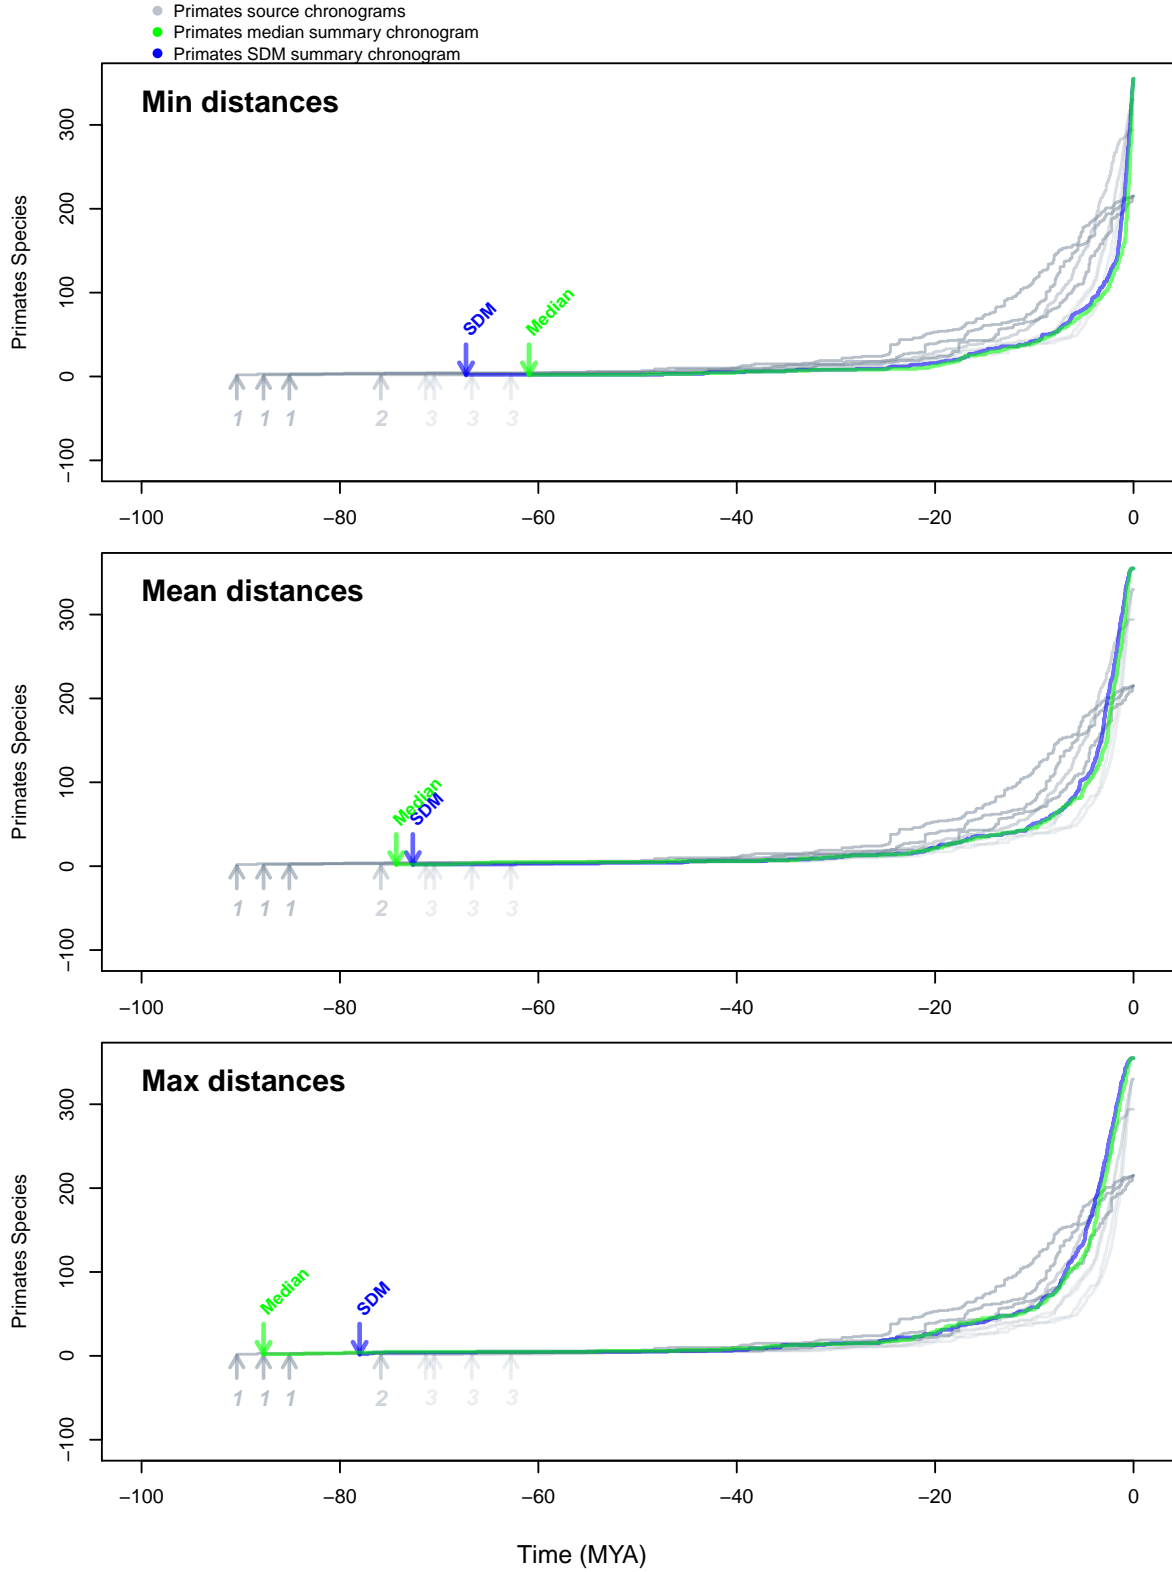 Primates source chronograms
Primates median summary chronogram
Primates SDM summary chronogram
Min distances
Primates Species
300
200
100
0
−100
SDM
Median
1 1 1 2 3 3 3
−100 −80 −60 −40 −20 0
Mean distances
Primates Species
300
200
100
0
−100
Median
SDM
1 1 1 2 3 3 3
−100 −80 −60 −40 −20 0
Max distances
Primates Species
300
200
100
0
−100
Median
SDM
1 1 1 2 3 3 3
−100 −80 −60 −40 −20 0
Time (MYA)